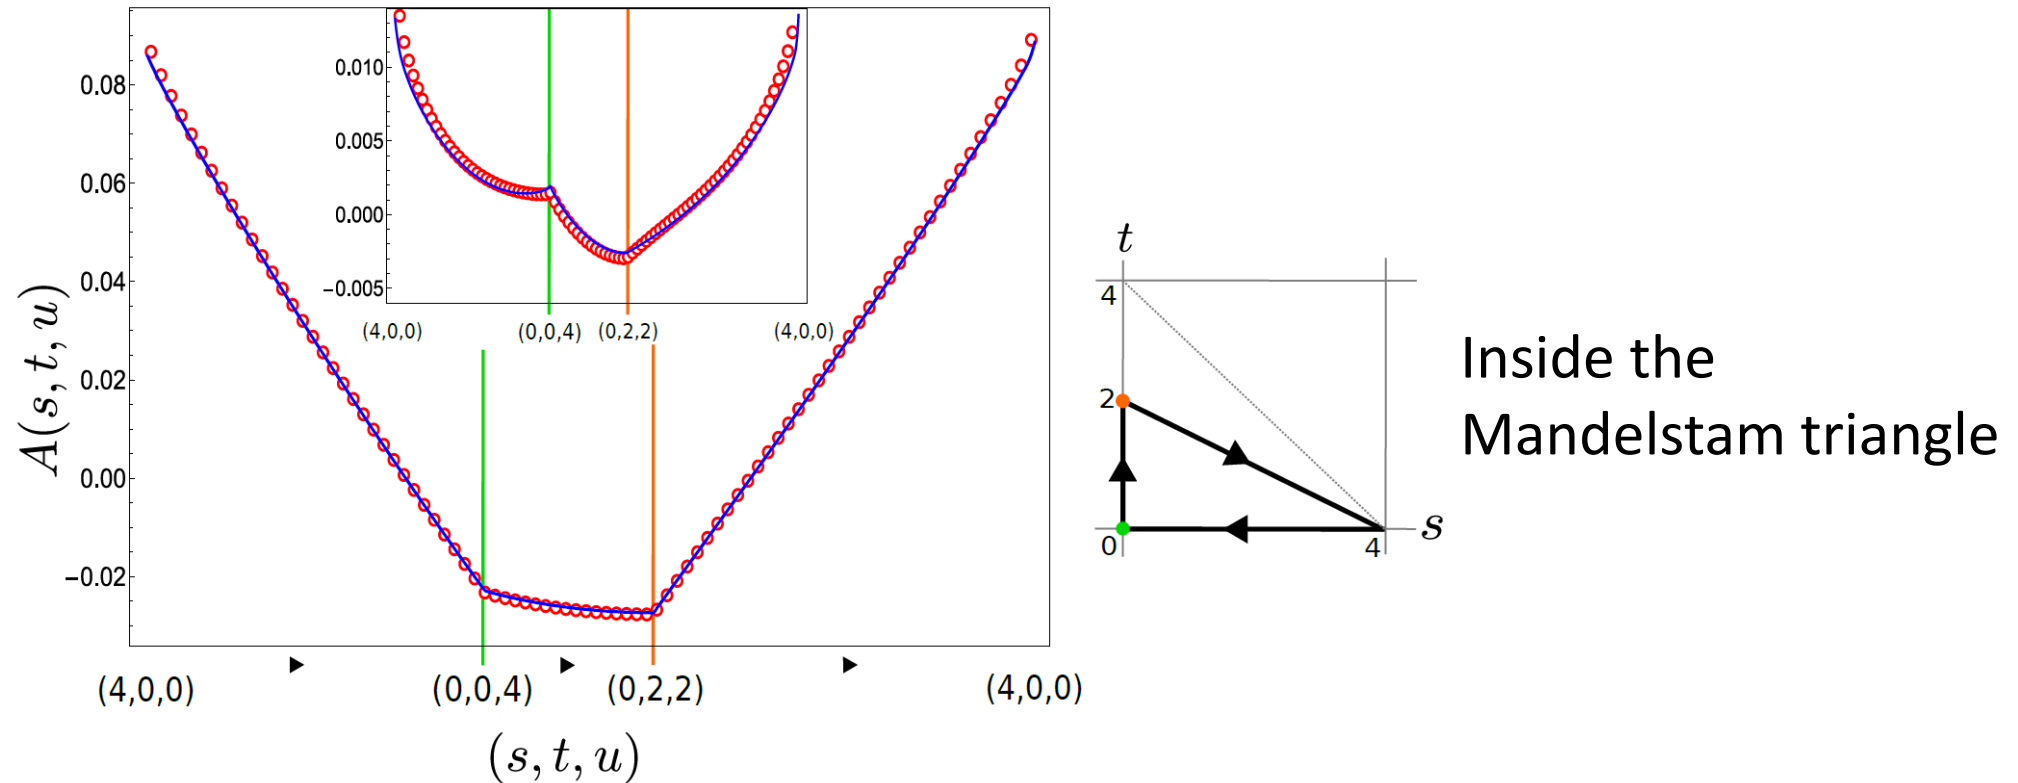 0.08
0.06
0.04
0.02
0.00
−0.02
A(s, t, u)
0.010
0.005
0.000
−0.005
(4,0,0) (0,0,4) (0,2,2) (4,0,0)
(4,0,0) (0,0,4) (0,2,2) (4,0,0)
(s, t, u)
t
4
2
0
4
s
Inside the
Mandelstam triangle